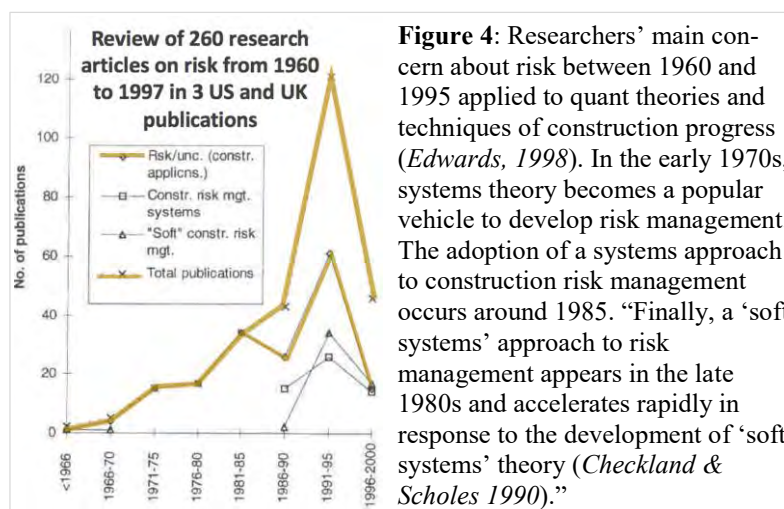 Review of 260 research
articles on risk from 1960
to 1997 in 3 US and UK
publications
No. of publications
120
100
80
60
40
20
0
Rsk/unc. (constr.
applicns.)
Constr. risk mgt.
systems
"Soft" constr. risk
mgt.
Total publications
<1966
1966-70
1971-75
1976-80
1981-85
1986-90
1991-95
1996-2000
Figure 4: Researchers’ main con-
cern about risk between 1960 and
1995 applied to quant theories and
techniques of construction progress
(Edwards, 1998). In the early 1970s,
systems theory becomes a popular
vehicle to develop risk management
The adoption of a systems approach
to construction risk management
occurs around 1985. “Finally, a ‘soft
systems’ approach to risk
management appears in the late
1980s and accelerates rapidly in
response to the development of ‘soft
systems’ theory (Checkland &
Scholes 1990).”